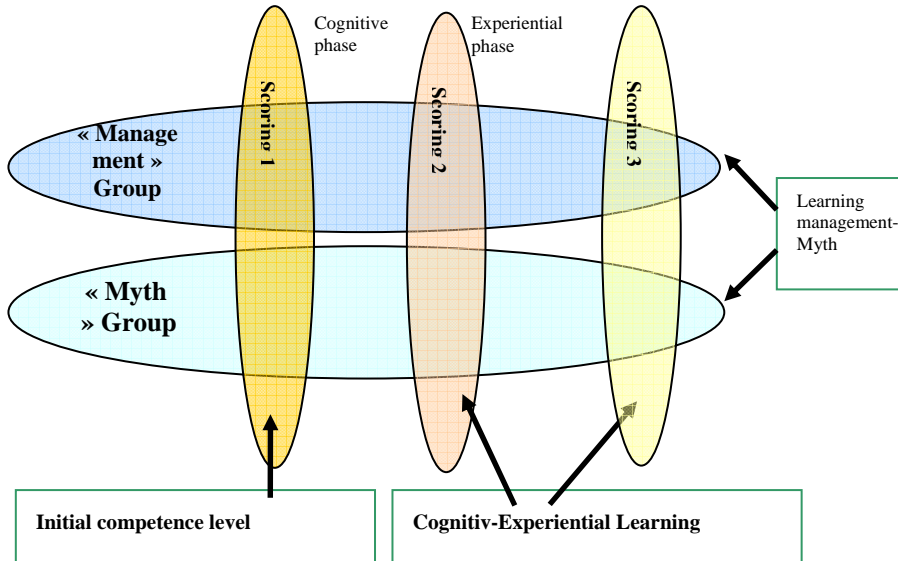 Cognitive
phase
Experiential
phase
Scoring 1
Scoring 2
Scoring 3
« Manage
ment »
Group
Learning
management-
Myth
« Myth
» Group
Initial competence level
Cognitiv-Experiential Learning